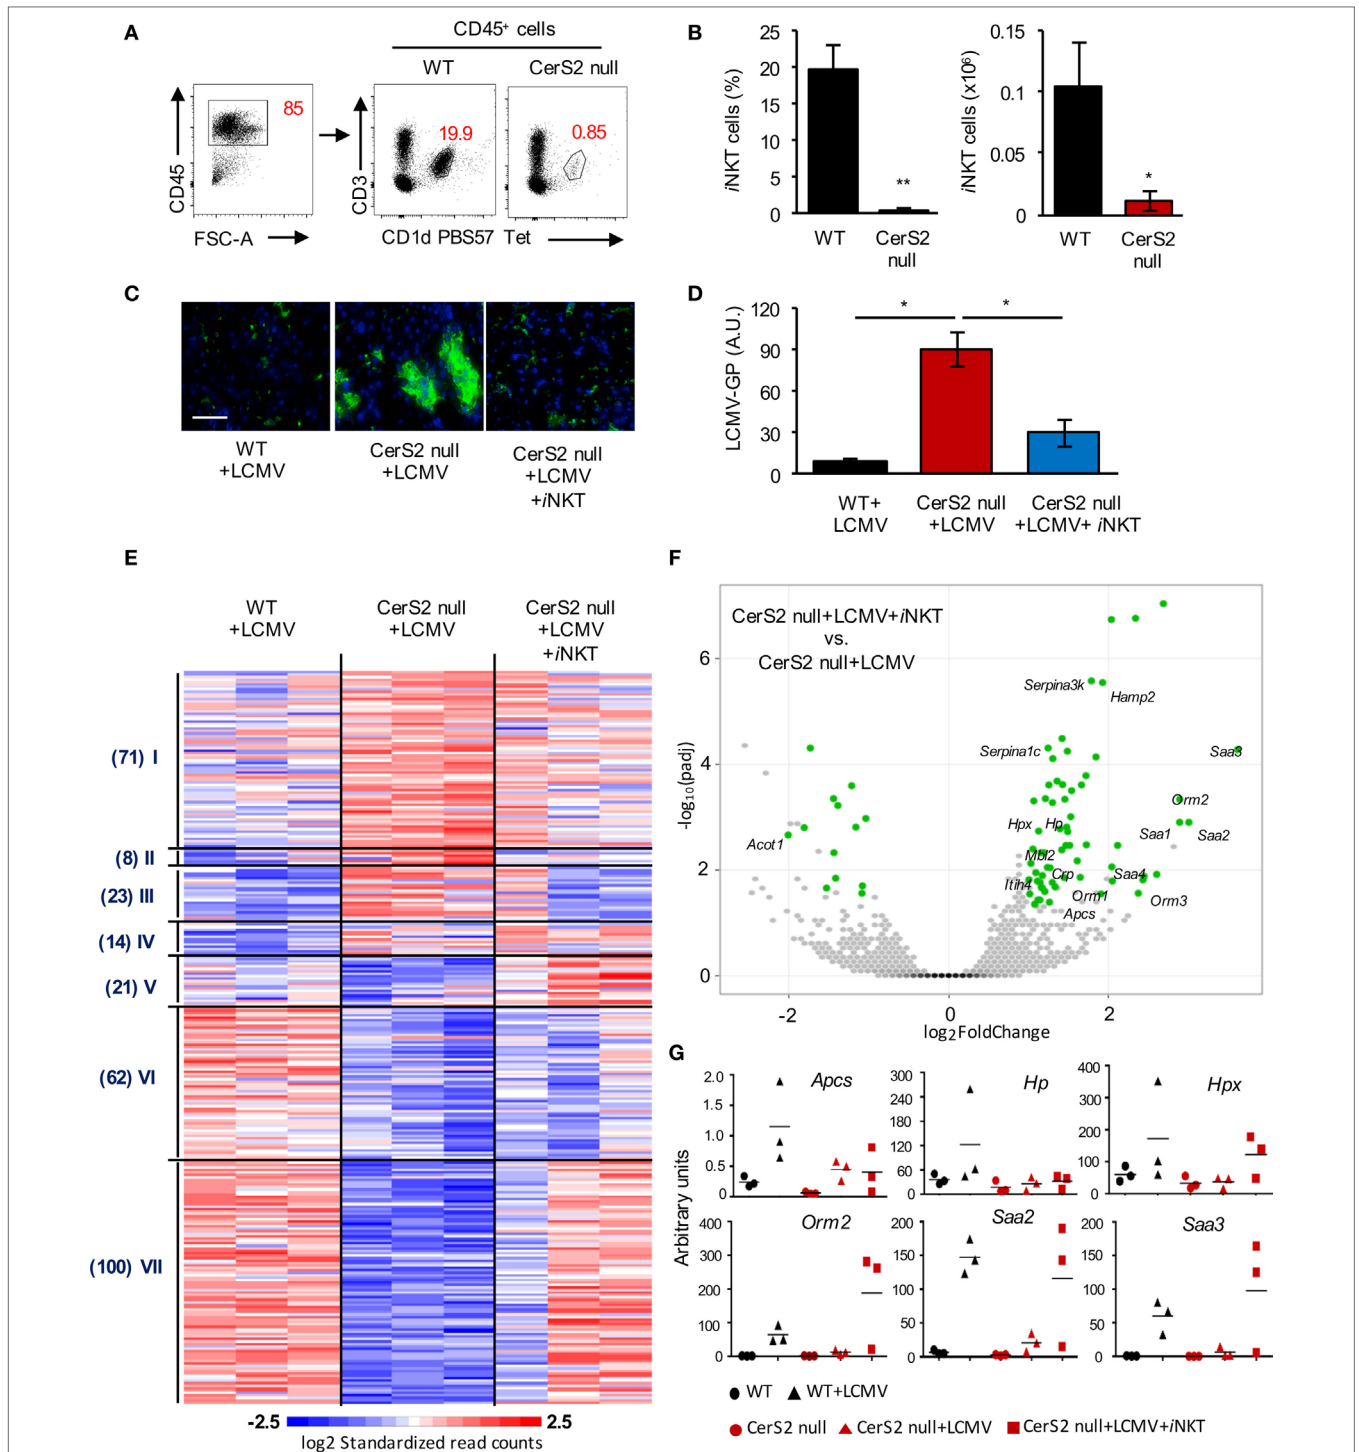 A
CD45+ cells
WT
CerS2 null
85
19.9
0.85
CD45
CD3
FSC-A
CD1d PBS57 Tet
B
25
20
15
10
5
0
iNKT cells (%)
**
WT
CerS2
null
0.15
0.1
0.05
0
iNKT cells (x10⁶)
*
WT
CerS2
null
C
WT
+LCMV
CerS2 null
+LCMV
CerS2 null
+LCMV
+iNKT
D
120
90
60
30
0
LCMV-GP (A.U.)
*
*
WT+
LCMV
CerS2 null
+LCMV
CerS2 null
+LCMV+ iNKT
E
WT
+LCMV
CerS2 null
+LCMV
CerS2 null
+LCMV
+iNKT
(71) I
(8) II
(23) III
(14) IV
(21) V
(62) VI
(100) VII
-2.5
2.5
log2 Standardized read counts
F
CerS2 null+LCMV+iNKT
vs.
CerS2 null+LCMV
6
4
2
0
-log10(padj)
Serpina3k
Hamp2
Serpina1c
Saa3
Orm2
Hpx
Hp
Saa1
Saa2
Acot1
Mbl2
Crp
Saa4
Itih4
Orm1
Orm3
Apcs
-2
0
2
log2FoldChange
G
Arbitrary units
Apcs
2.0
1.5
1.0
0.5
0
Hp
300
240
180
120
60
0
Hpx
400
300
200
100
0
Orm2
400
300
200
100
0
Saa2
200
150
100
50
0
Saa3
200
150
100
50
0
WT
WT+LCMV
CerS2 null
CerS2 null+LCMV
CerS2 null+LCMV+iNKT